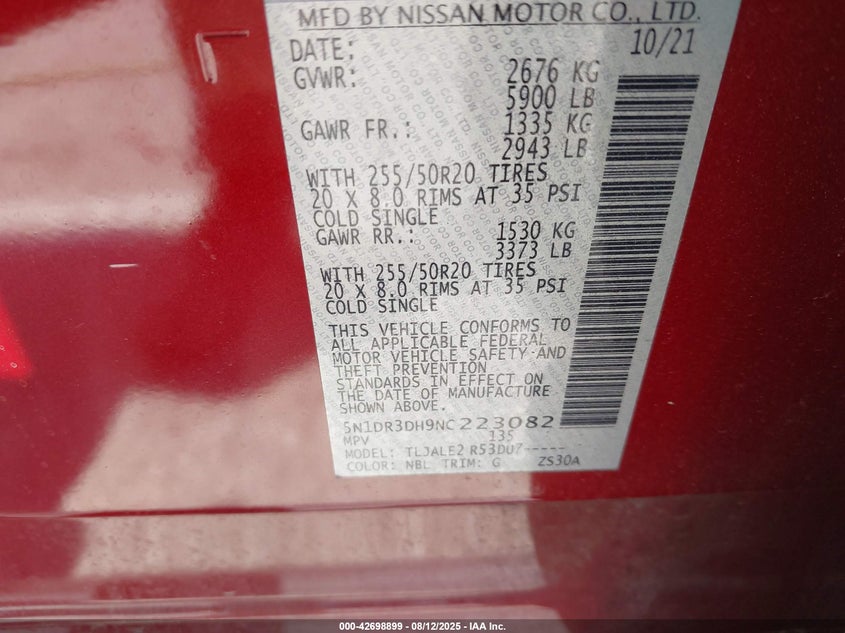 MFD BY NISSAN MOTOR CO., LTD.
DATE: 10/21
GVWR: 2676 KG
5900 LB
GAWR FR.: 1335 KG
2943 LB
WITH 255/50R20 TIRES
20 X 8.0 RIMS AT 35 PSI
COLD SINGLE
GAWR RR.: 1530 KG
3373 LB
WITH 255/50R20 TIRES
20 X 8.0 RIMS AT 35 PSI
COLD SINGLE
THIS VEHICLE CONFORMS TO
ALL APPLICABLE FEDERAL
MOTOR VEHICLE SAFETY AND
THEFT PREVENTION
STANDARDS IN EFFECT ON
THE DATE OF MANUFACTURE
SHOWN ABOVE.
5N1DR3DH9NC223082
MPV 135
MODEL: TLJALE2 R53DU7-----
COLOR: NBL TRIM: G ZS30A
000-42698899 — 08/12/2025 — IAA Inc.